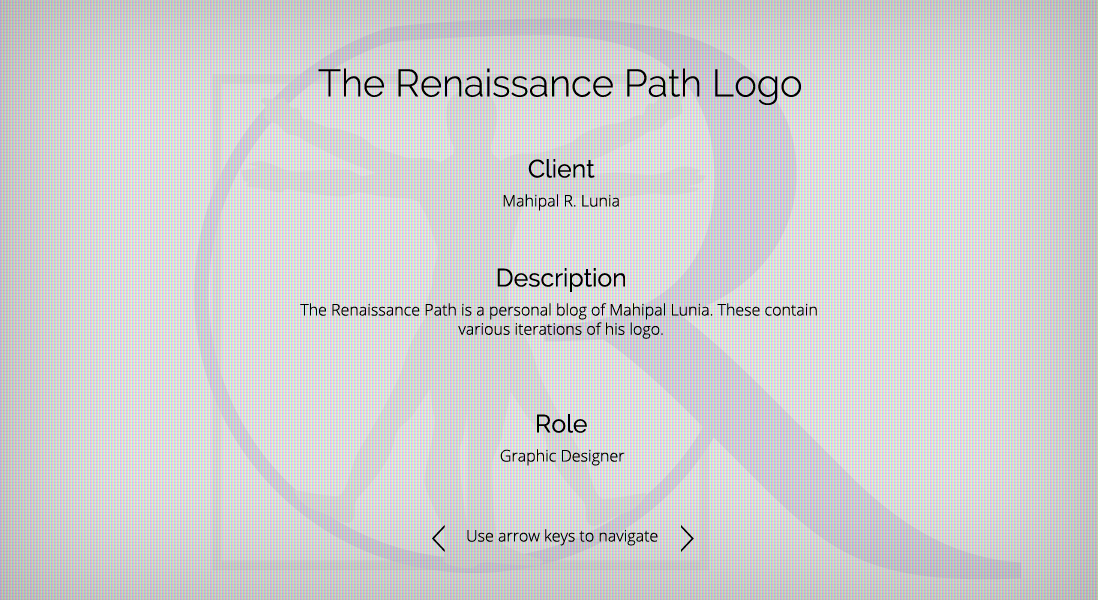 The Renaissance Path Logo
Client
Mahipal R. Lunia
Description
The Renaissance Path is a personal blog of Mahipal Lunia. These contain
various iterations of his logo.
Role
Graphic Designer
Use arrow keys to navigate